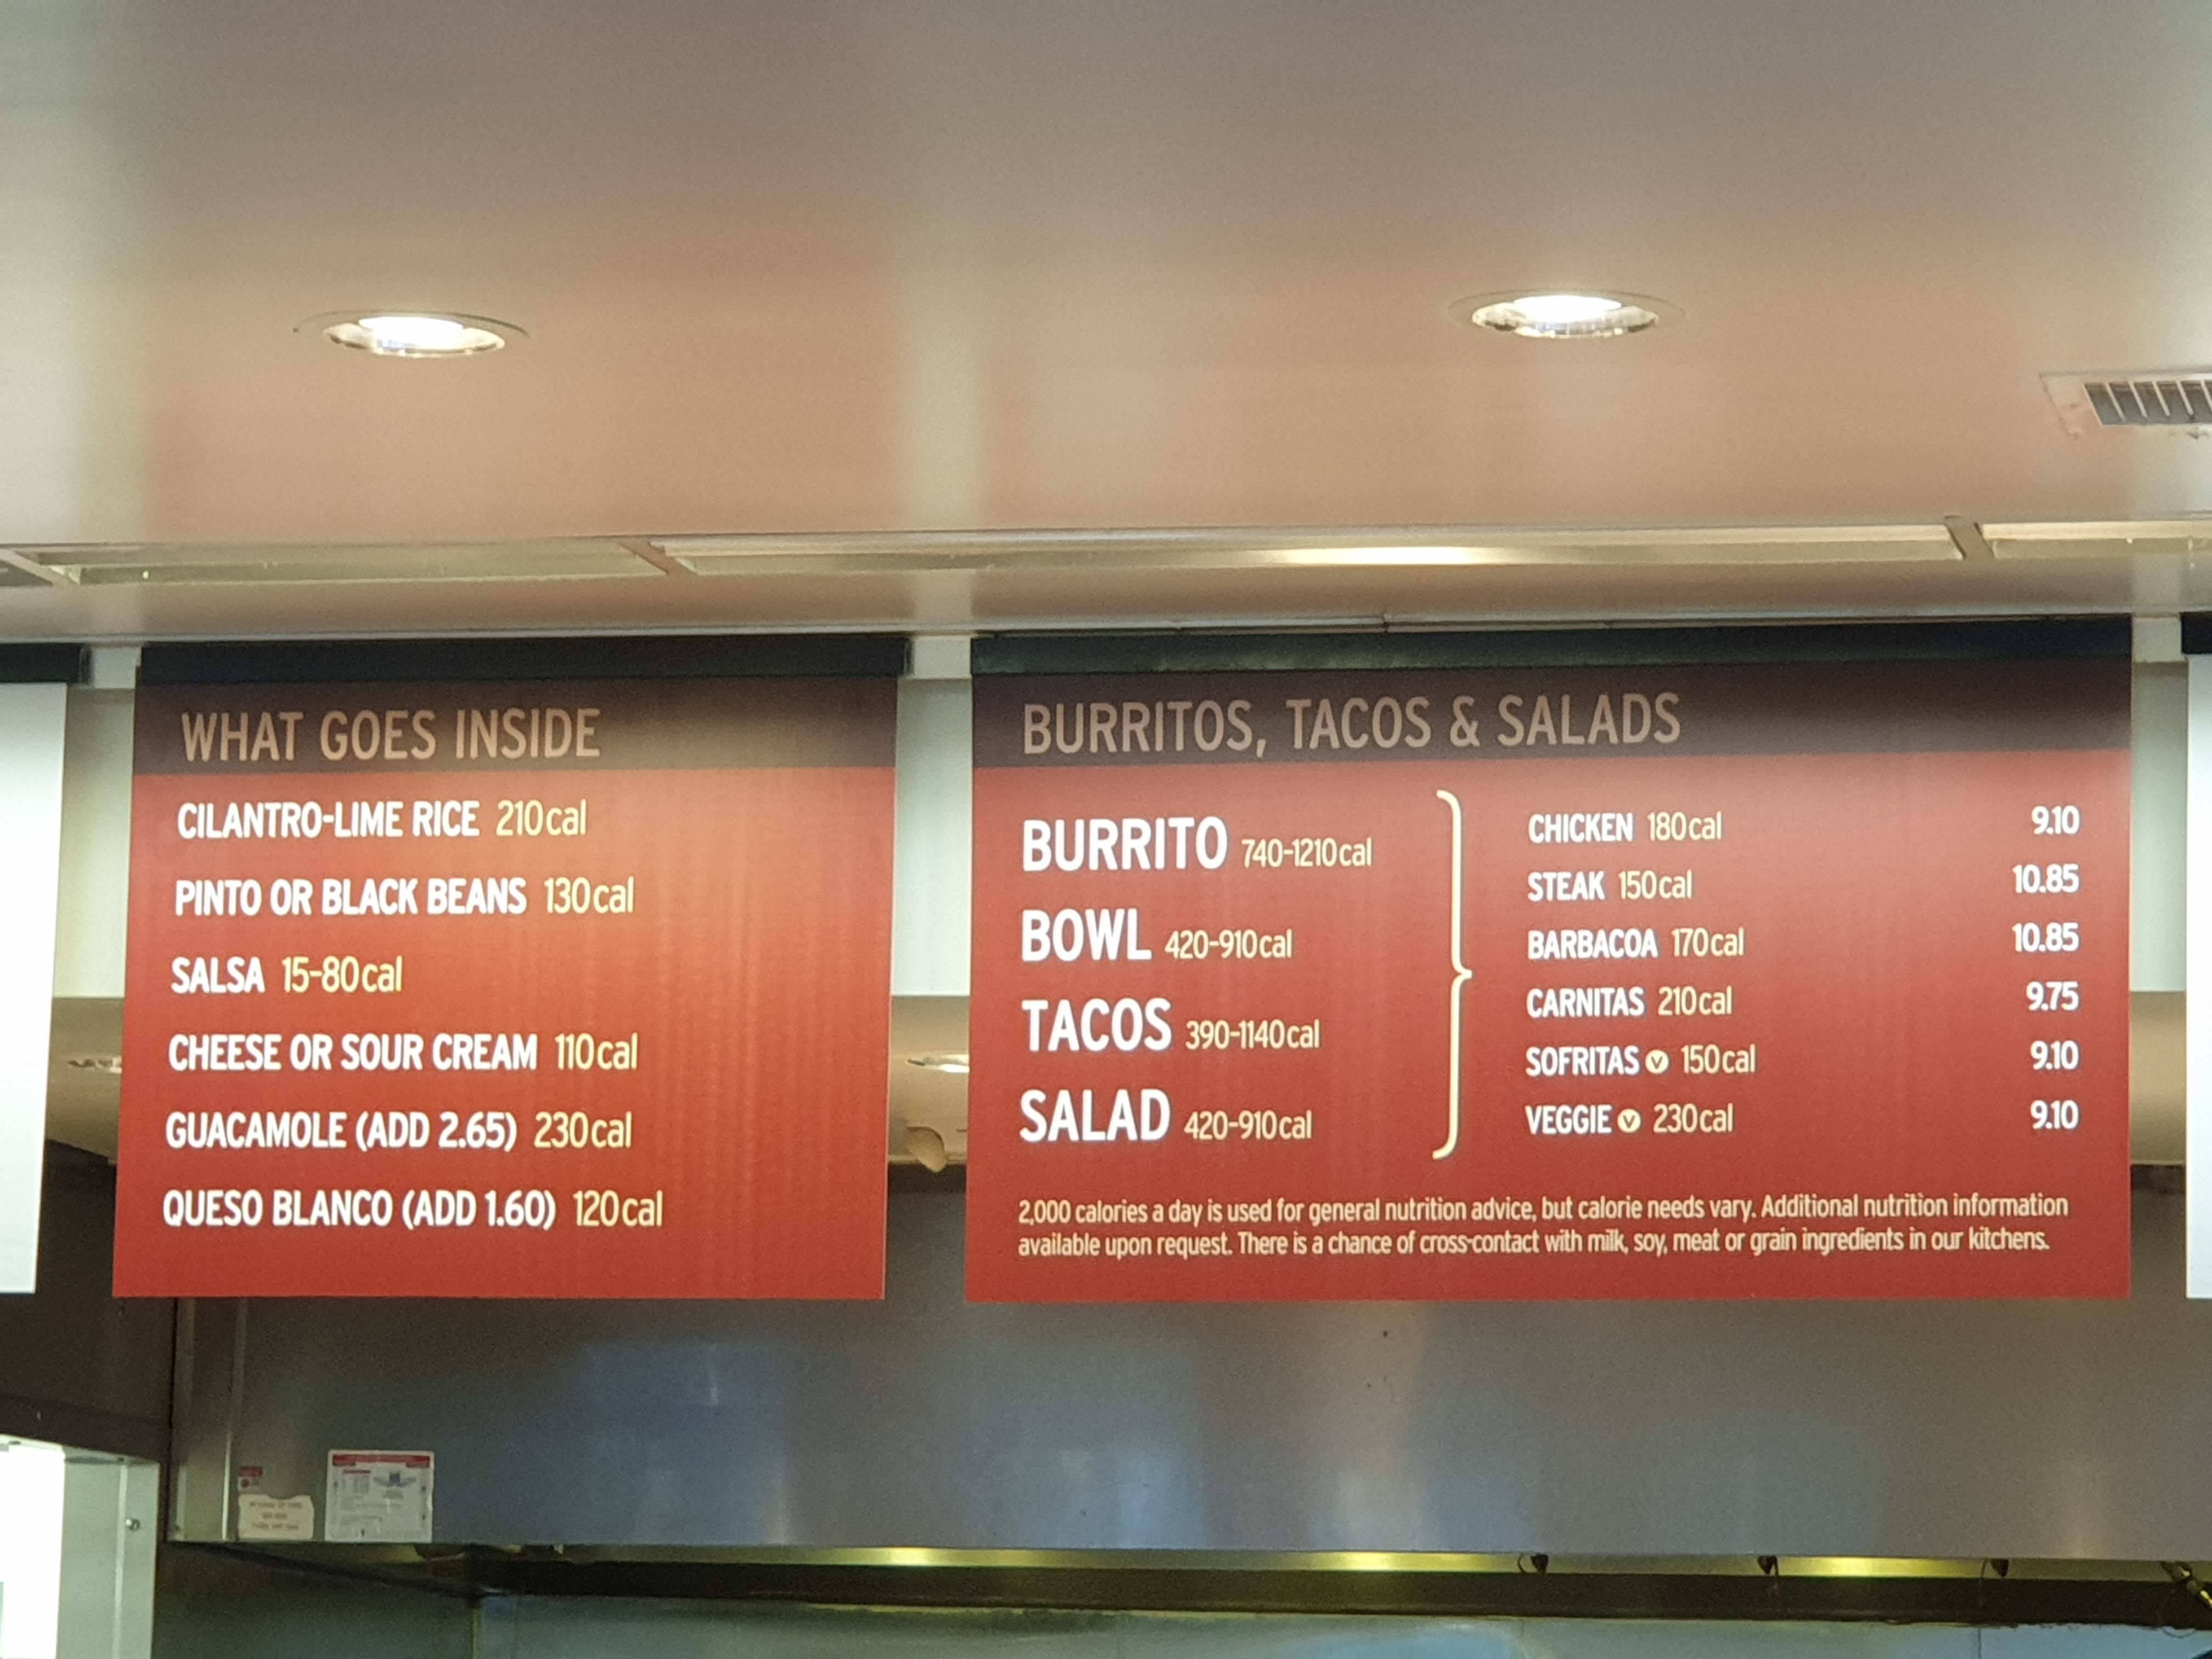 WHAT GOES INSIDE
CILANTRO-LIME RICE 210cal
PINTO OR BLACK BEANS 130cal
SALSA 15-80cal
CHEESE OR SOUR CREAM 110cal
GUACAMOLE (ADD 2.65) 230cal
QUESO BLANCO (ADD 1.60) 120cal
BURRITOS, TACOS & SALADS
BURRITO 740-1210cal
BOWL 420-910cal
TACOS 390-1140cal
SALAD 420-910cal
CHICKEN 180cal 9.10
STEAK 150cal 10.85
BARBACOA 170cal 10.85
CARNITAS 210cal 9.75
SOFRITAS V 150cal 9.10
VEGGIE V 230cal 9.10
2,000 calories a day is used for general nutrition advice, but calorie needs vary. Additional nutrition information
available upon request. There is a chance of cross-contact with milk, soy, meat or grain ingredients in our kitchens.